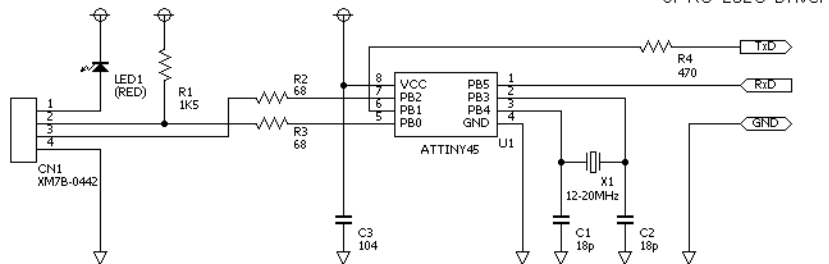 TxD
R4
470
LED1
(RED)
R1
1K5
R2
68
8 VCC PB5 1
7 PB2 PB3 2
6 PB1 PB4 3
5 PB0 GND 4
RxD
GND
1
2
3
4
R3
68
ATTINY45
U1
CN1
XM7B-0442
X1
12-20MHz
C3
104
C1
18p
C2
18p